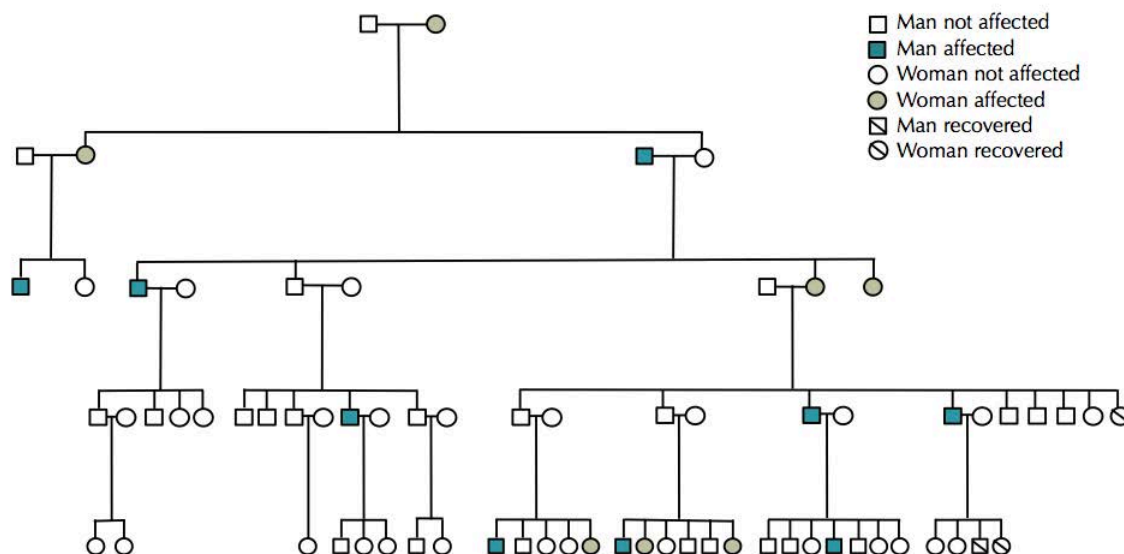 Man not affected
Man affected
Woman not affected
Woman affected
Man recovered
Woman recovered